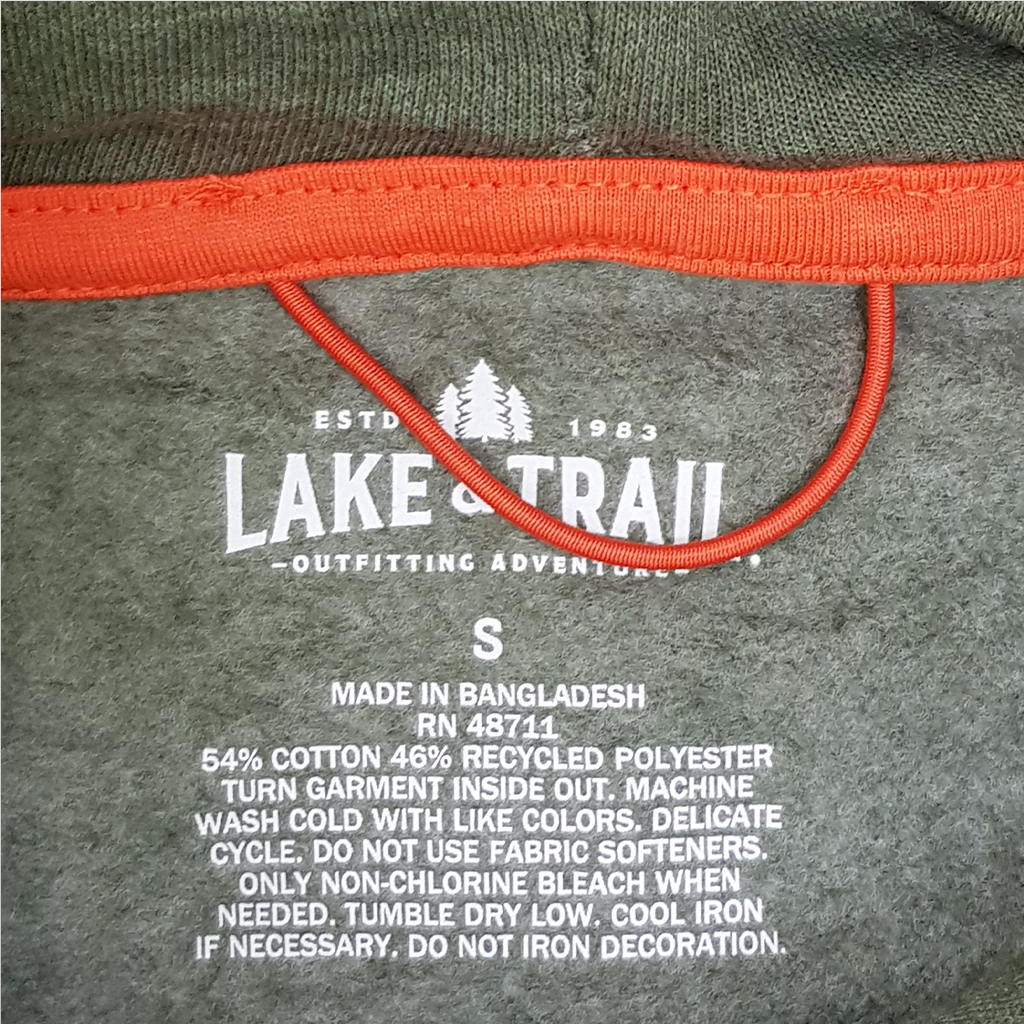 ESTD 1983
LAKE & TRAIL
-OUTFITTING
S
MADE IN BANGLADESH
RN 48711
54% COTTON 46% RECYCLED POLYESTER
TURN GARMENT INSIDE OUT. MACHINE
WASH COLD WITH LIKE COLORS. DELICATE
CYCLE. DO NOT USE FABRIC SOFTENERS.
ONLY NON-CHLORINE BLEACH WHEN
NEEDED. TUMBLE DRY LOW. COOL IRON
IF NECESSARY. DO NOT IRON DECORATION.